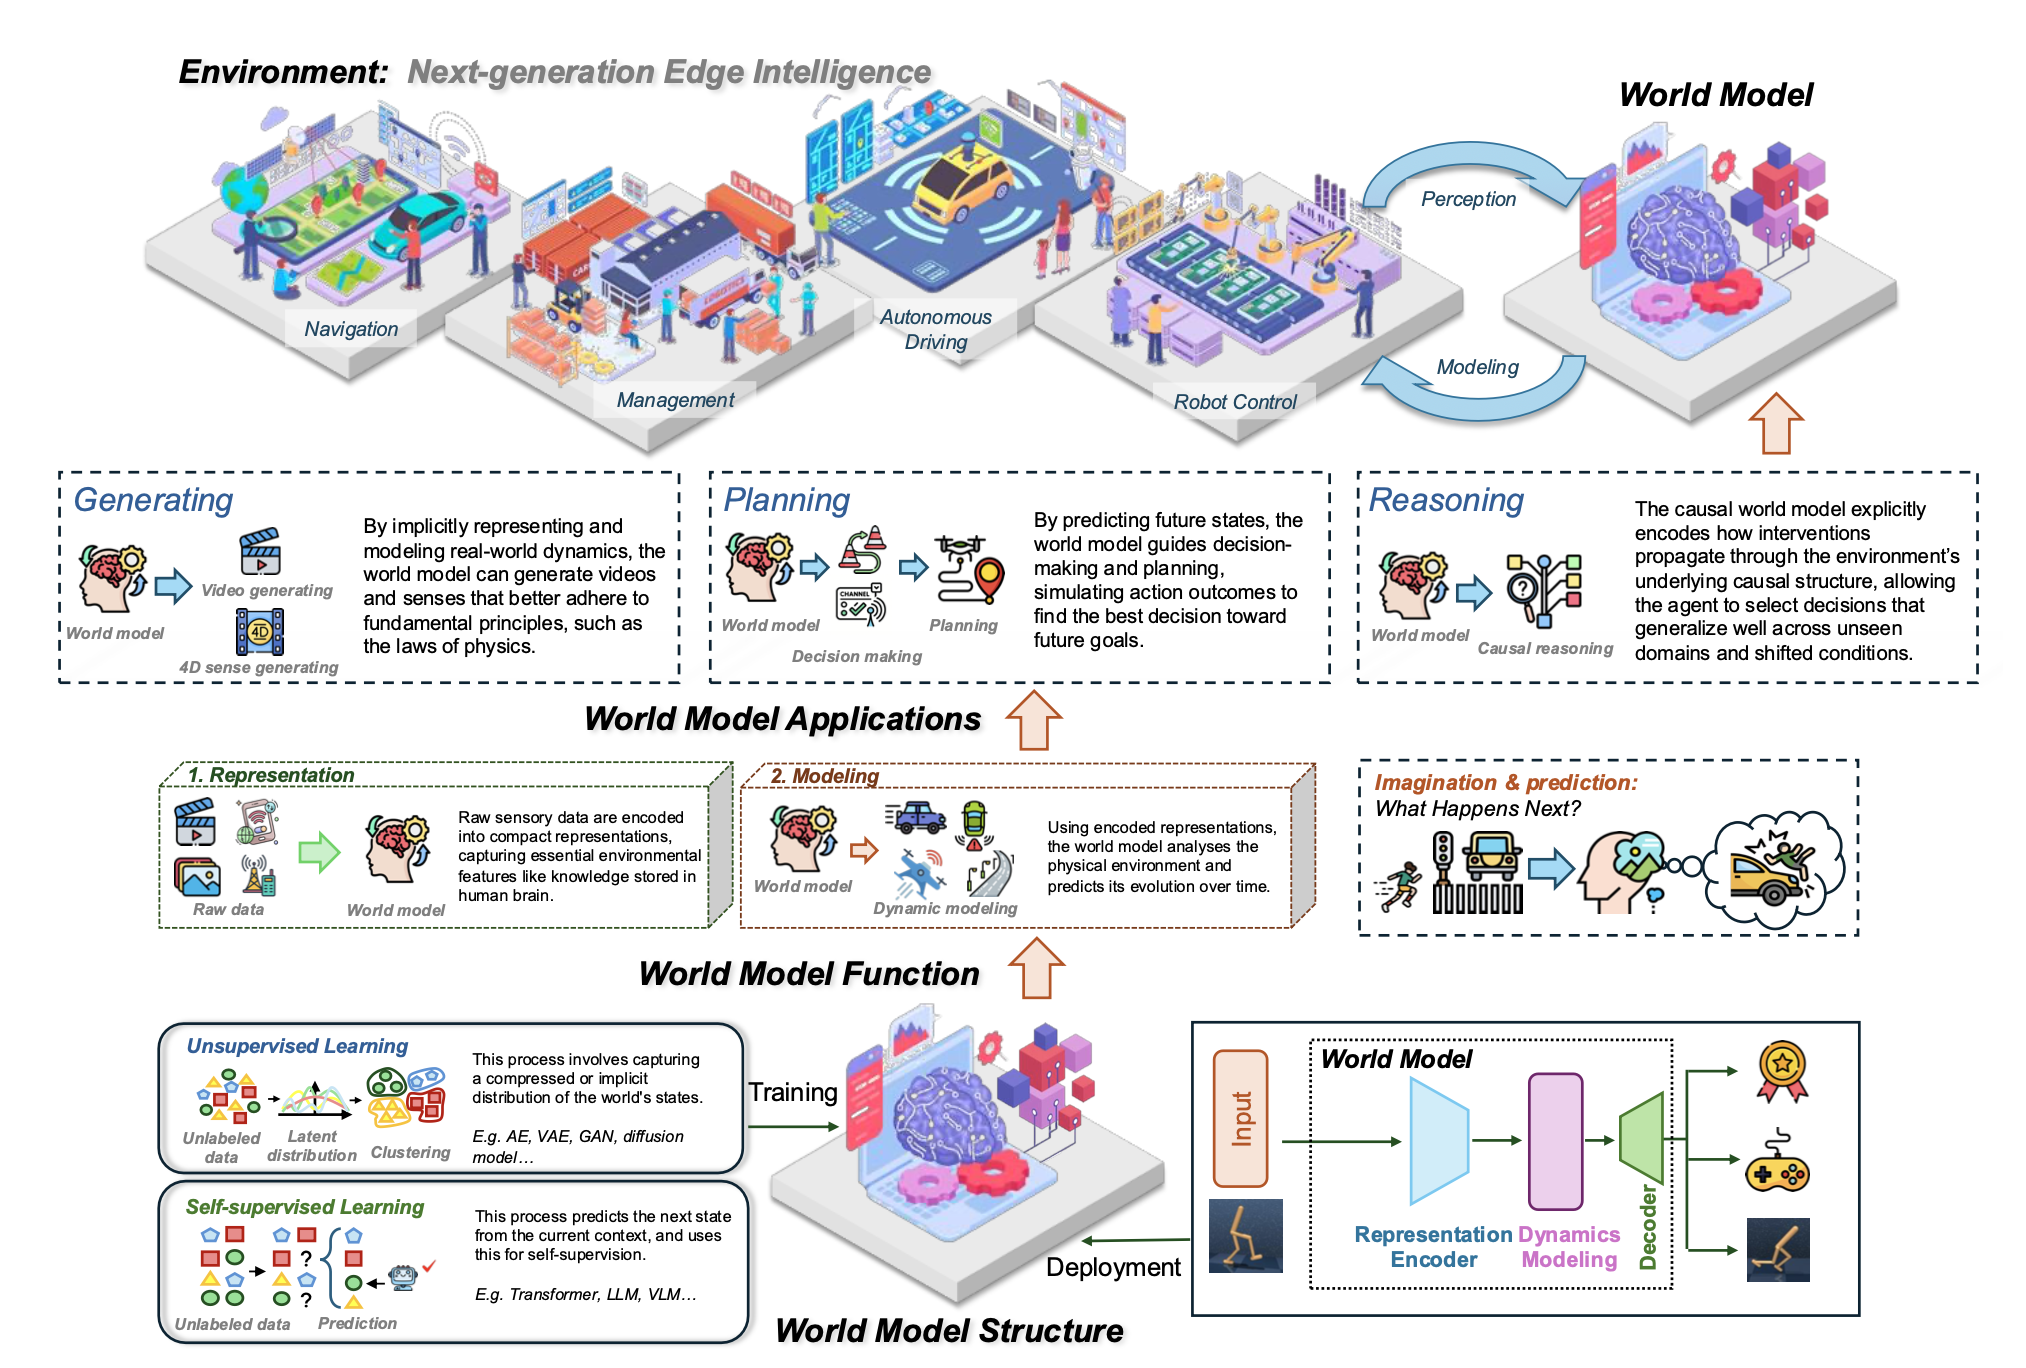 Environment: Next-generation Edge Intelligence
World Model
Navigation
Management
Autonomous
Driving
Robot Control
LOGISTICS
Perception
Modeling
Generating
World model
Video generating
4D
4D sense generating
By implicitly representing and
modeling real-world dynamics, the
world model can generate videos
and senses that better adhere to
fundamental principles, such as
the laws of physics.
Planning
World model
CHANNEL
Decision making
Planning
By predicting future states, the
world model guides decision-
making and planning,
simulating action outcomes to
find the best decision toward
future goals.
Reasoning
World model
?
Causal reasoning
The causal world model explicitly
encodes how interventions
propagate through the environment’s
underlying causal structure, allowing
the agent to select decisions that
generalize well across unseen
domains and shifted conditions.
World Model Applications
1. Representation
Raw data
World model
Raw sensory data are encoded
into compact representations,
capturing essential environmental
features like knowledge stored in
human brain.
2. Modeling
World model
Dynamic modeling
Using encoded representations,
the world model analyses the
physical environment and
predicts its evolution over time.
Imagination & prediction:
What Happens Next?
World Model Function
Unsupervised Learning
Unlabeled
data
Latent
distribution
Clustering
This process involves capturing
a compressed or implicit
distribution of the world's states.
E.g. AE, VAE, GAN, diffusion
model…
Self-supervised Learning
?
?
Unlabeled data
Prediction
This process predicts the next state
from the current context, and uses
this for self-supervision.
E.g. Transformer, LLM, VLM…
Training
Deployment
World Model Structure
Input
World Model
Representation
Encoder
Dynamics
Modeling
Decoder